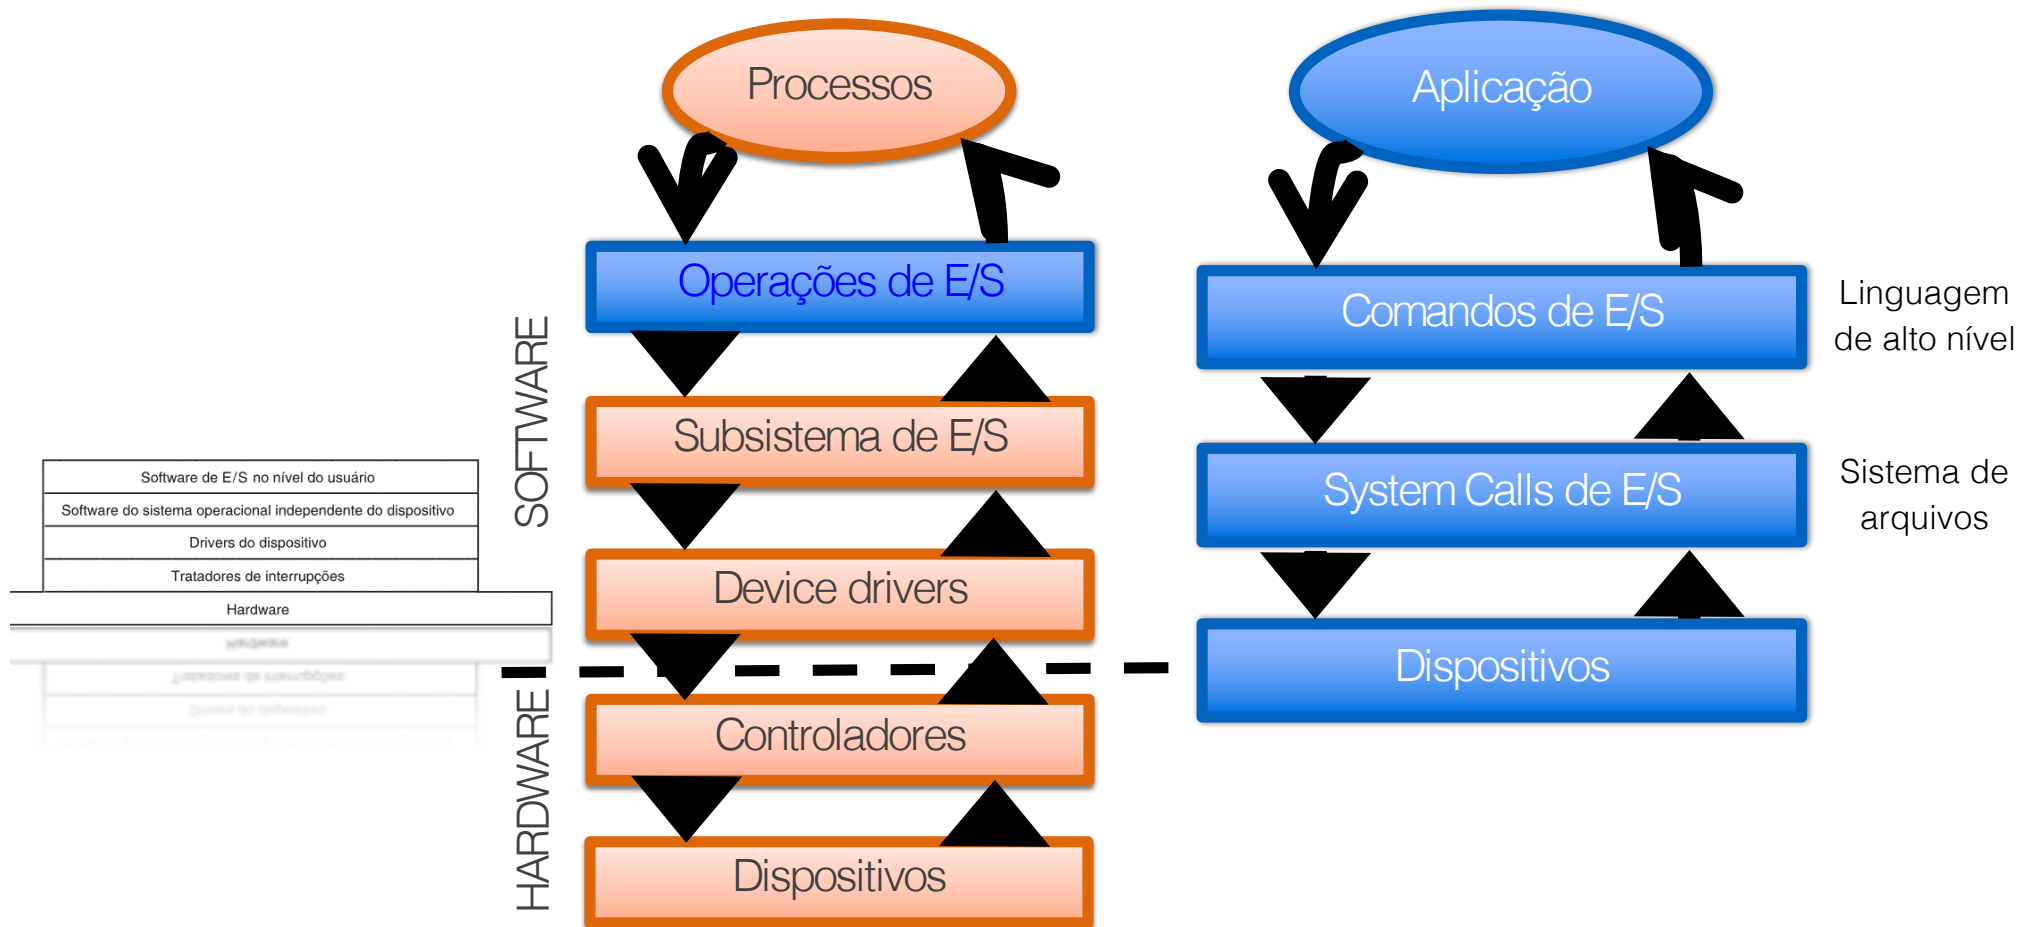 Processos
Operações de E/S
Subsistema de E/S
Device drivers
Controladores
Dispositivos
SOFTWARE
HARDWARE
Software de E/S no nível do usuário
Software do sistema operacional independente do dispositivo
Drivers do dispositivo
Tratadores de interrupções
Hardware
Aplicação
Comandos de E/S
System Calls de E/S
Dispositivos
Linguagem
de alto nível
Sistema de
arquivos